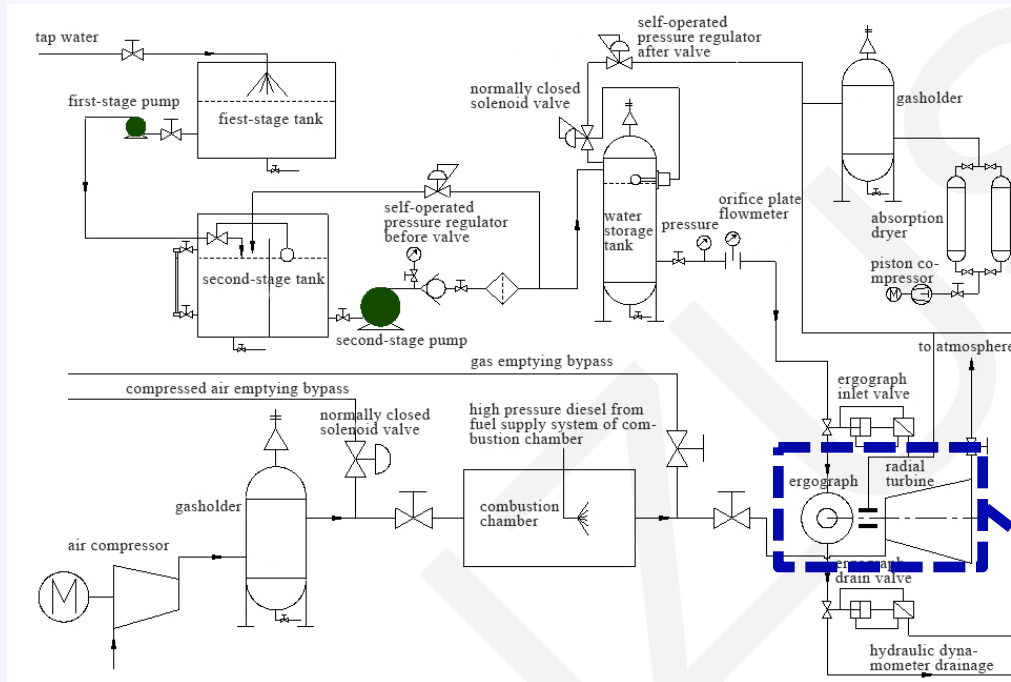 tap water
self-operated
pressure regulator
after valve
first-stage pump
fiest-stage tank
normally closed
solenoid valve
gasholder
self-operated
pressure regulator
before valve
water
storage
tank
orifice plate
flowmeter
pressure
absorption
dryer
piston co-
mpressor
M
second-stage tank
second-stage pump
to atmosphere
gas emptying bypass
compressed air emptying bypass
normally closed
solenoid valve
high pressure diesel from
fuel supply system of com-
bustion chamber
ergograph
inlet valve
radial
turbine
ergograph
gasholder
combustion
chamber
air compressor
M
ergograph
drain valve
hydraulic dyna-
mometer drainage